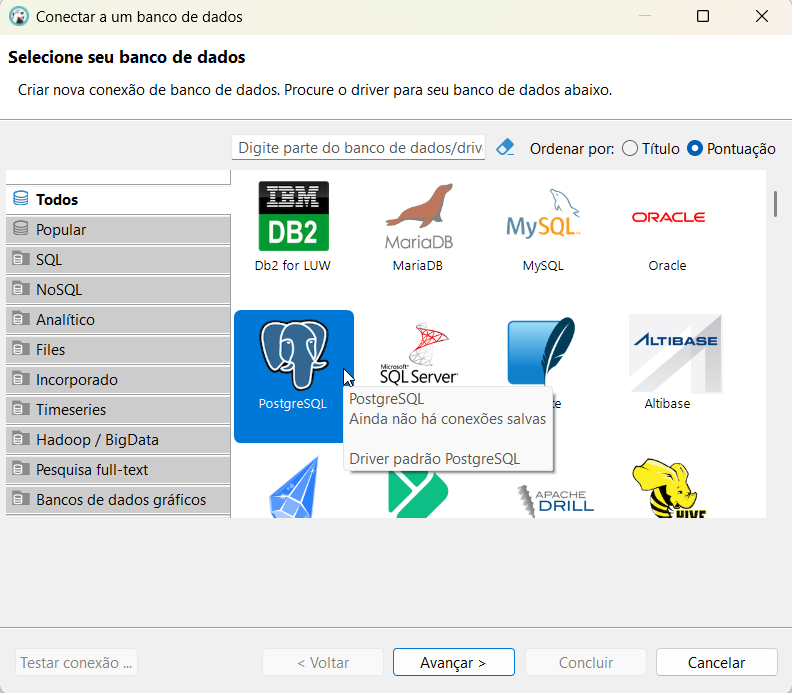 Conectar a um banco de dados
Selecione seu banco de dados
Criar nova conexão de banco de dados. Procure o driver para seu banco de dados abaixo.
Digite parte do banco de dados/driv
Ordenar por:
Título
Pontuação
Todos
Popular
SQL
NoSQL
Analítico
Files
Incorporado
Timeseries
Hadoop / BigData
Pesquisa full-text
Bancos de dados gráficos
IBM
DB2
Db2 for LUW
MariaDB
MariaDB
MySQL
MySQL
ORACLE
Oracle
PostgreSQL
Microsoft
SQL Server
ALTIBASE
Altibase
PostgreSQL
Ainda não há conexões salvas
Driver padrão PostgreSQL
APACHE
DRILL
HIVE
Testar conexão ...
< Voltar
Avançar >
Concluir
Cancelar